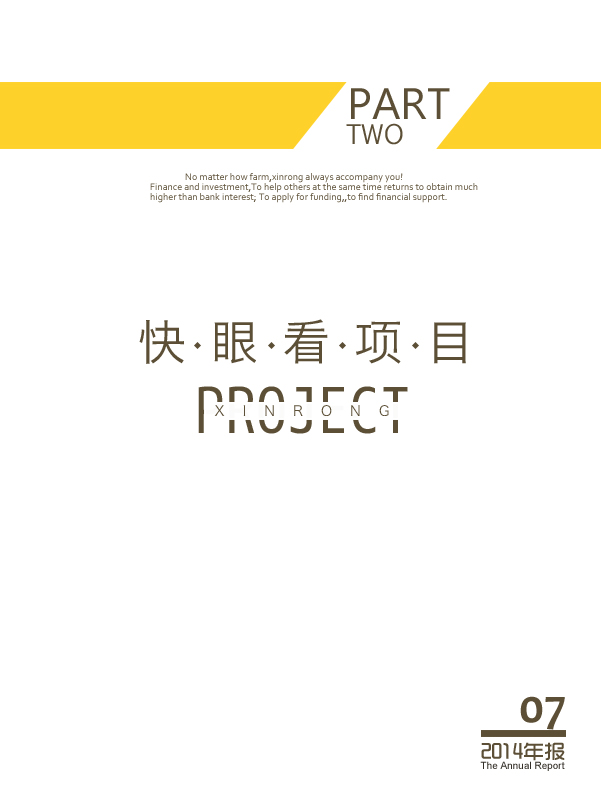 PART
TWO
No matter how farm,xinrong always accompany you!
Finance and investment,To help others at the same time returns to obtain much
higher than bank interest; To apply for funding,,to find financial support.
快·眼·看·项·目
PROJECT
XINRONG
07
2014年报
The Annual Report